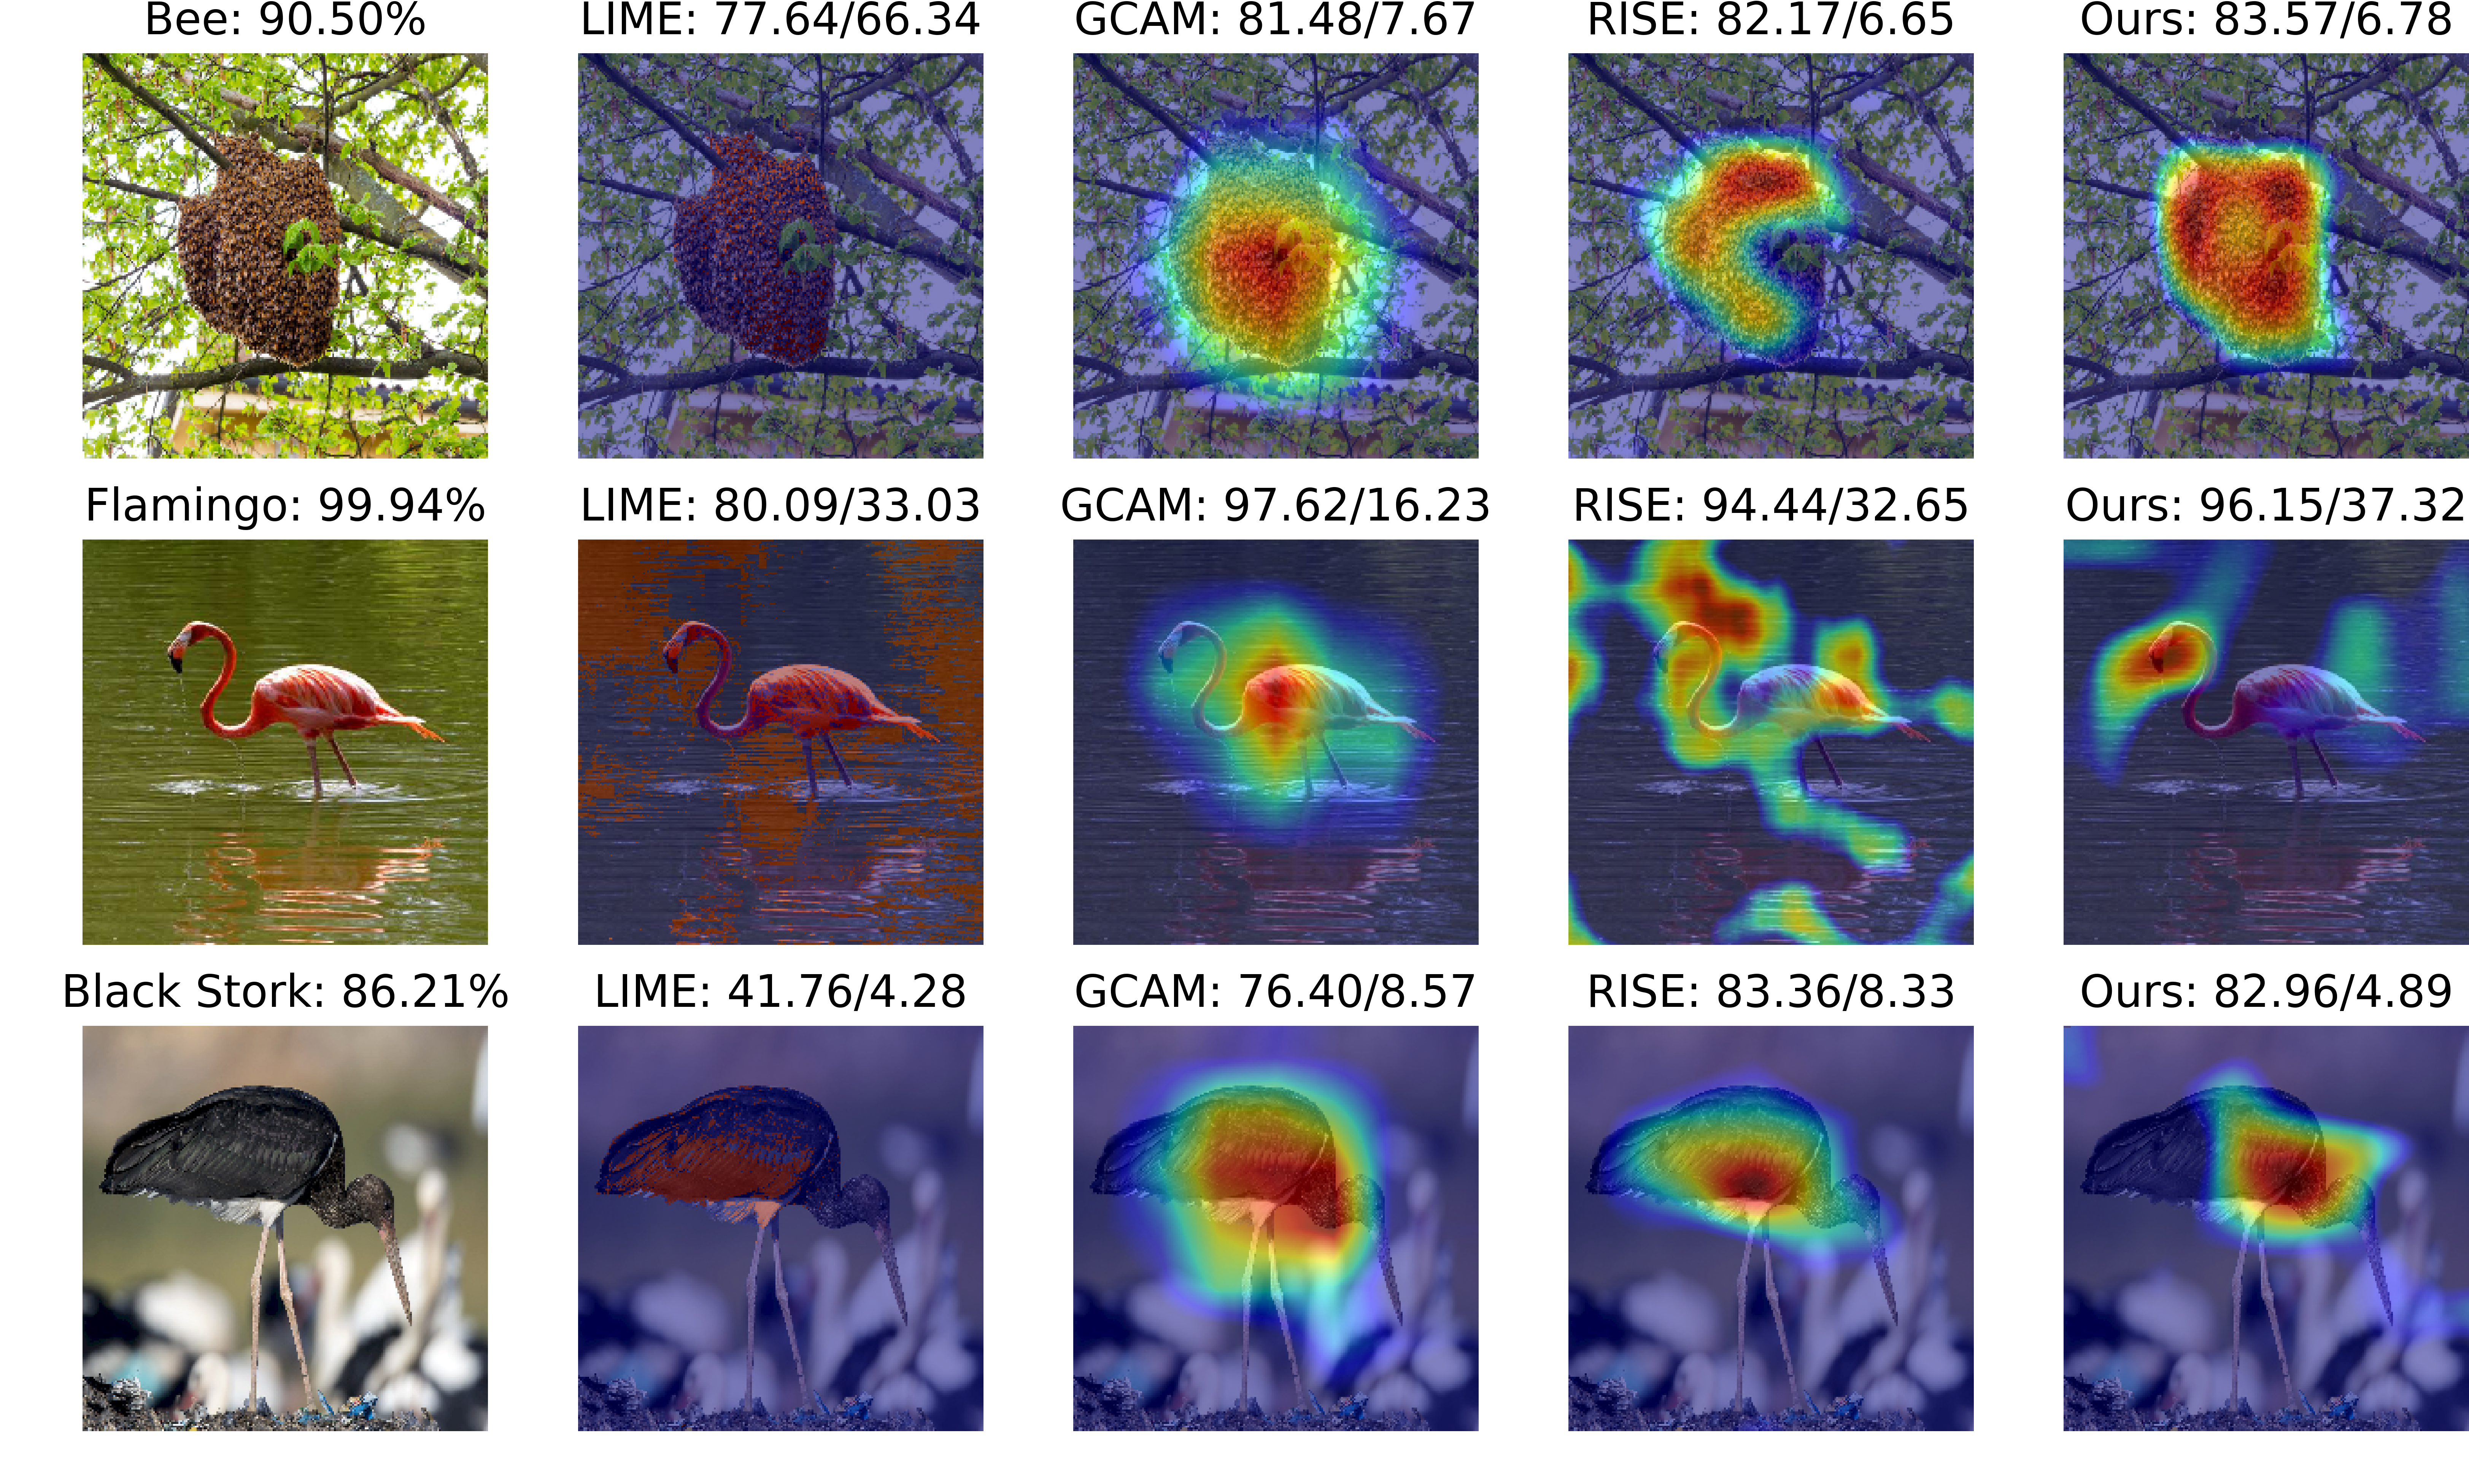 Bee: 90.50%
LIME: 77.64/66.34
GCAM: 81.48/7.67
RISE: 82.17/6.65
Ours: 83.57/6.78
Flamingo: 99.94%
LIME: 80.09/33.03
GCAM: 97.62/16.23
RISE: 94.44/32.65
Ours: 96.15/37.32
Black Stork: 86.21%
LIME: 41.76/4.28
GCAM: 76.40/8.57
RISE: 83.36/8.33
Ours: 82.96/4.89